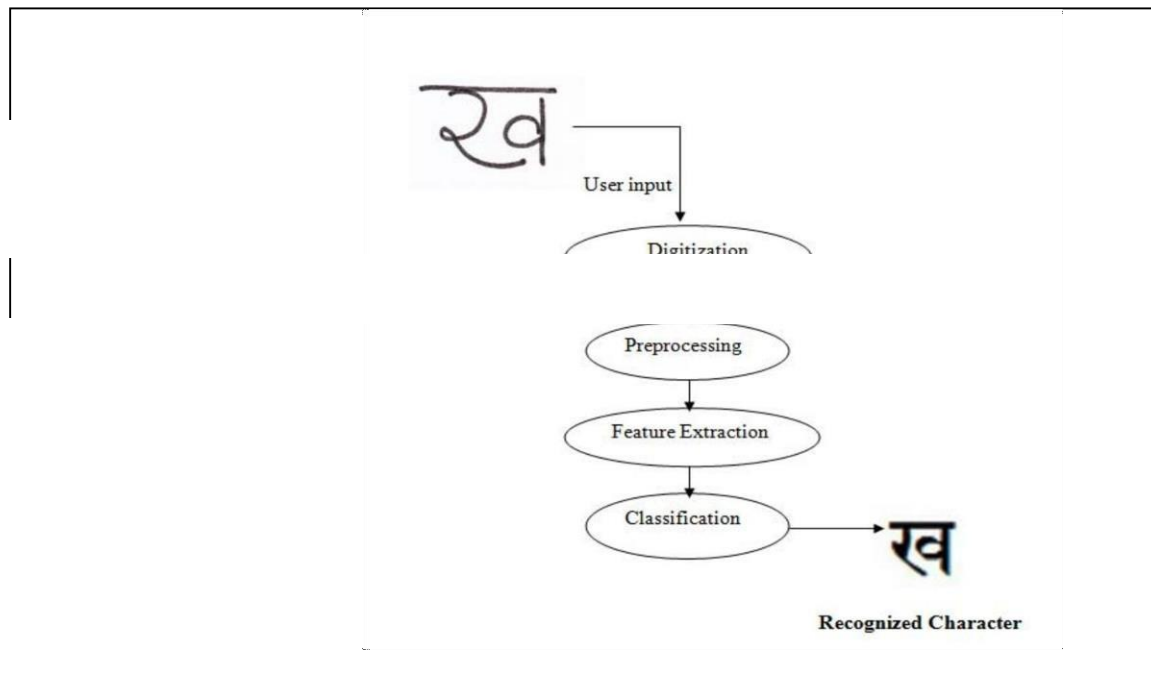 ख
User input
Digitization
Preprocessing
Feature Extraction
Classification
ख
Recognized Character